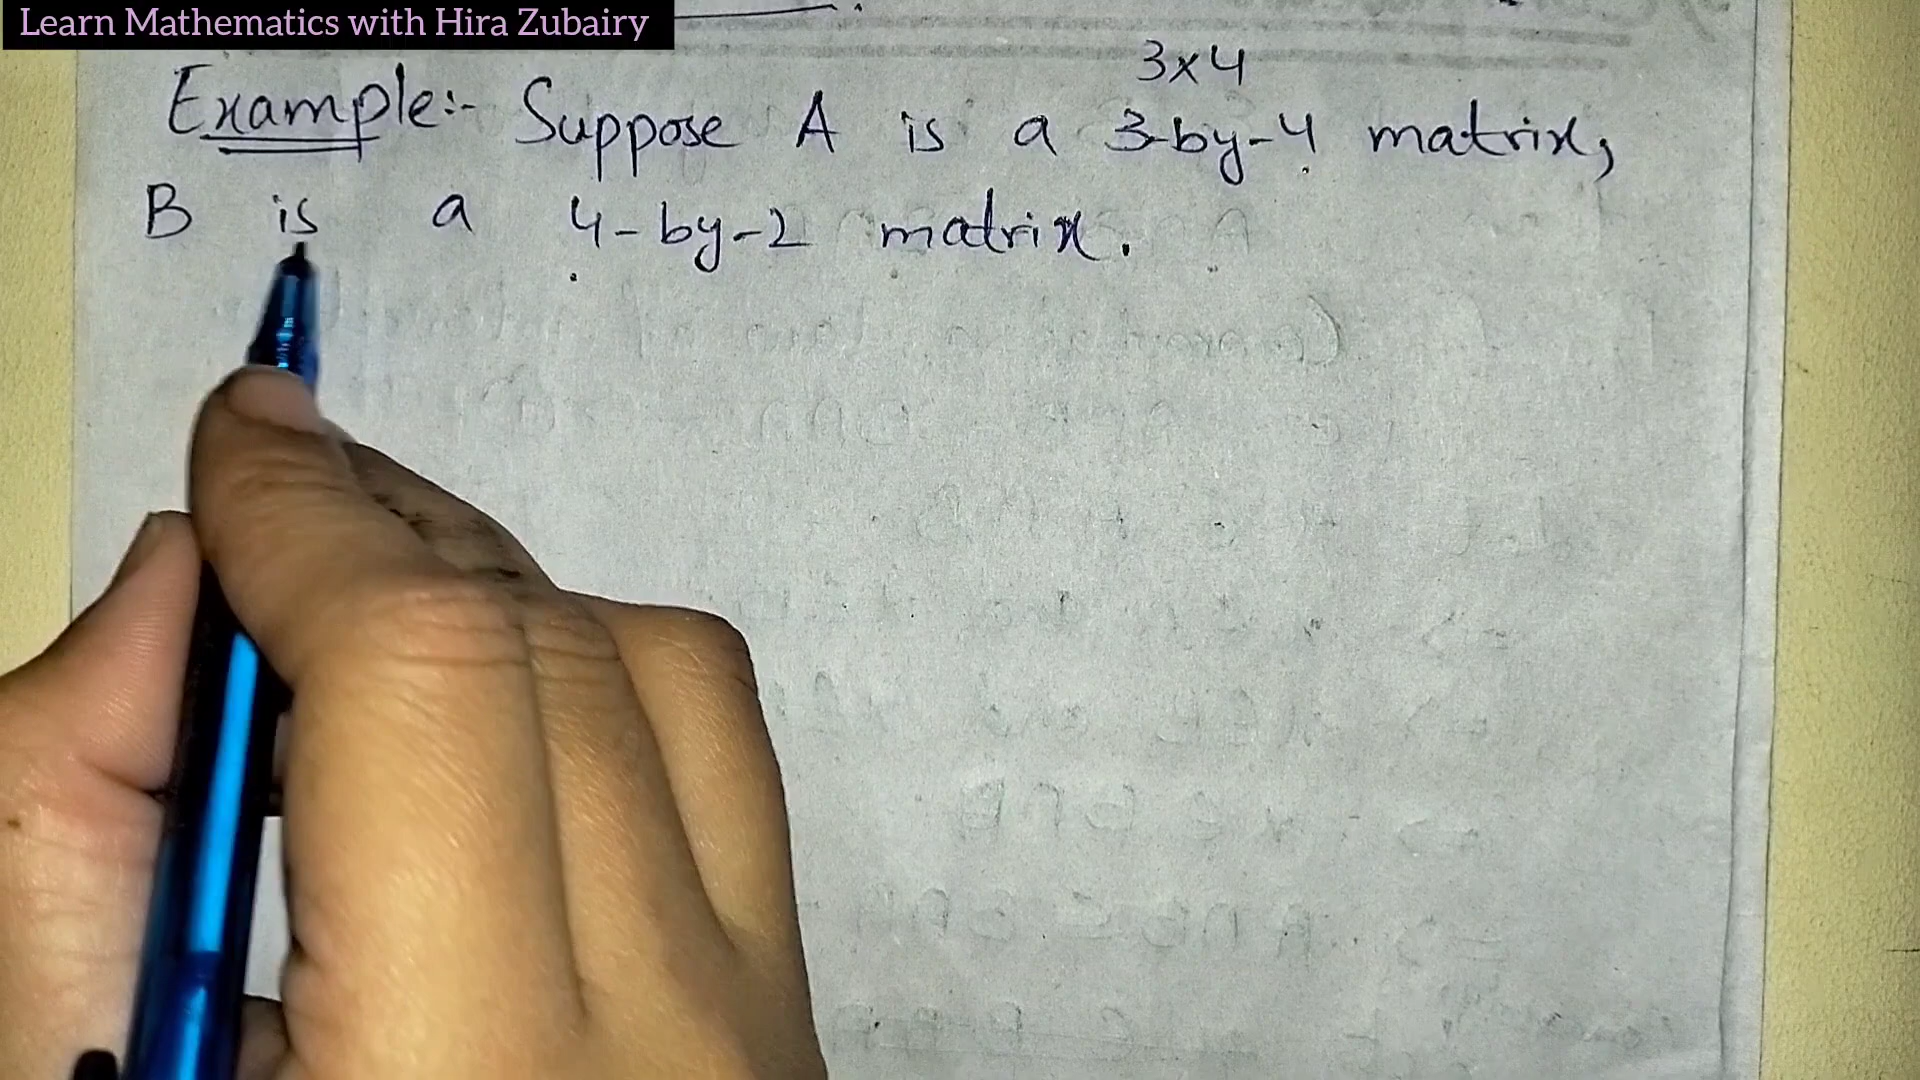 Learn Mathematics with Hira Zubairy
3x4
Example:- Suppose A is a 3-by-4 matrix,
B is a 4-by-2 matrix.